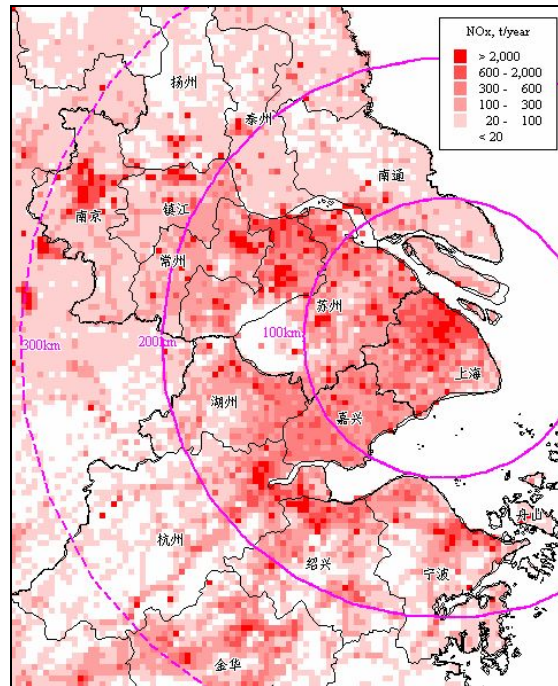 NOx, t/year
> 2,000
600 - 2,000
300 - 600
100 - 300
20 - 100
< 20
扬州
泰州
南通
南京
镇江
常州
苏州
300km
200km
100km
上海
湖州
嘉兴
舟山
杭州
绍兴
宁波
金华